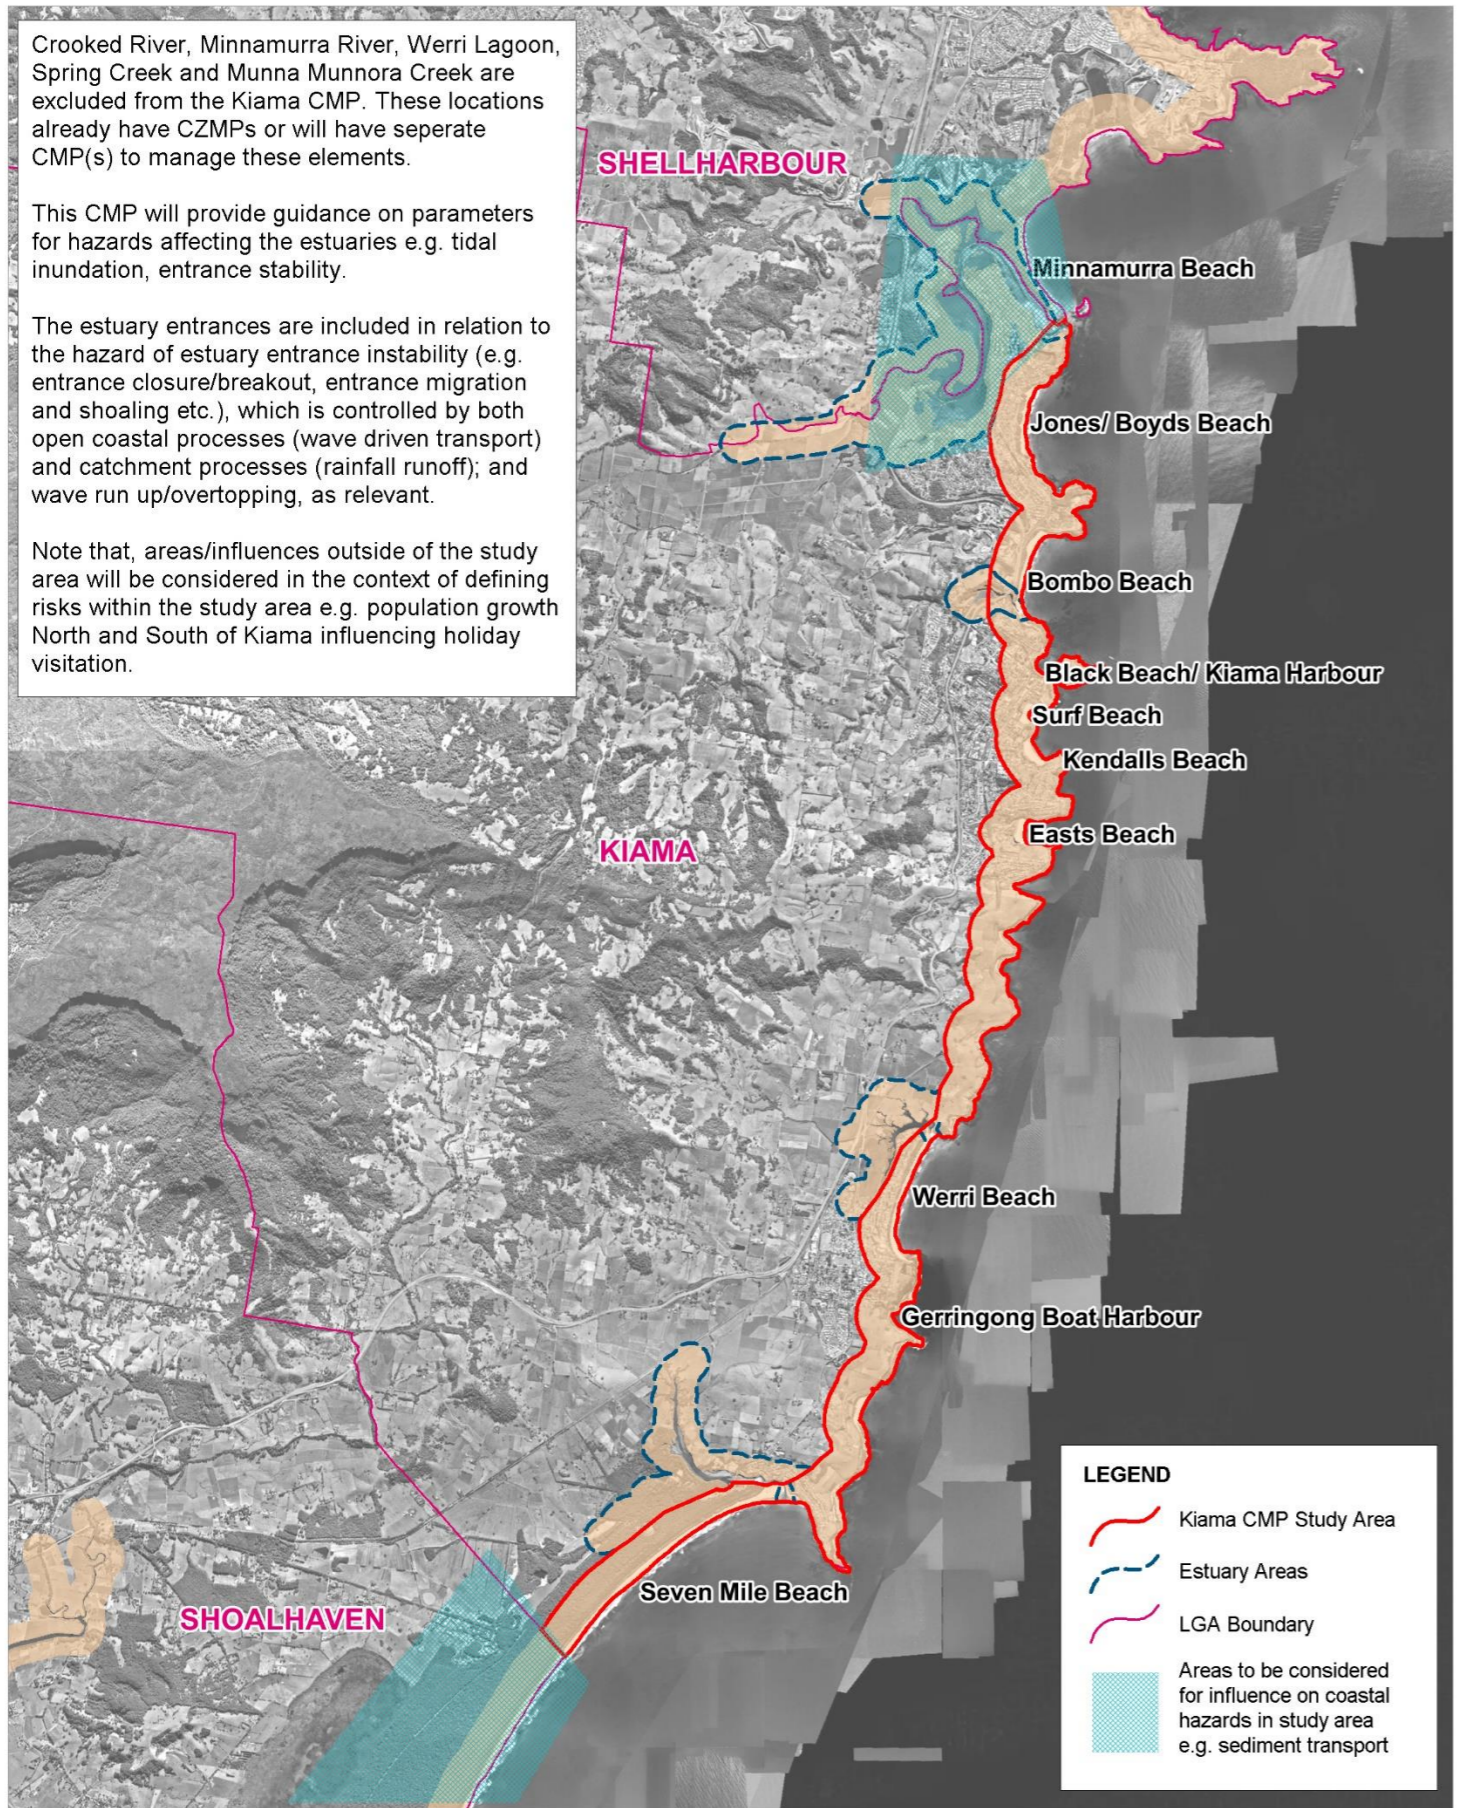 Crooked River, Minnamurra River, Werri Lagoon,
Spring Creek and Munna Munnora Creek are
excluded from the Kiama CMP. These locations
already have CZMPs or will have seperate
CMP(s) to manage these elements.
This CMP will provide guidance on parameters
for hazards affecting the estuaries e.g. tidal
inundation, entrance stability.
The estuary entrances are included in relation to
the hazard of estuary entrance instability (e.g.
entrance closure/breakout, entrance migration
and shoaling etc.), which is controlled by both
open coastal processes (wave driven transport)
and catchment processes (rainfall runoff); and
wave run up/overtopping, as relevant.
Note that, areas/influences outside of the study
area will be considered in the context of defining
risks within the study area e.g. population growth
North and South of Kiama influencing holiday
visitation.
SHELLHARBOUR
Minnamurra Beach
Jones/ Boyds Beach
Bombo Beach
Black Beach/ Kiama Harbour
Surf Beach
Kendalls Beach
Easts Beach
KIAMA
Werri Beach
Gerringong Boat Harbour
Seven Mile Beach
SHOALHAVEN
LEGEND
Kiama CMP Study Area
Estuary Areas
LGA Boundary
Areas to be considered
for influence on coastal
hazards in study area
e.g. sediment transport